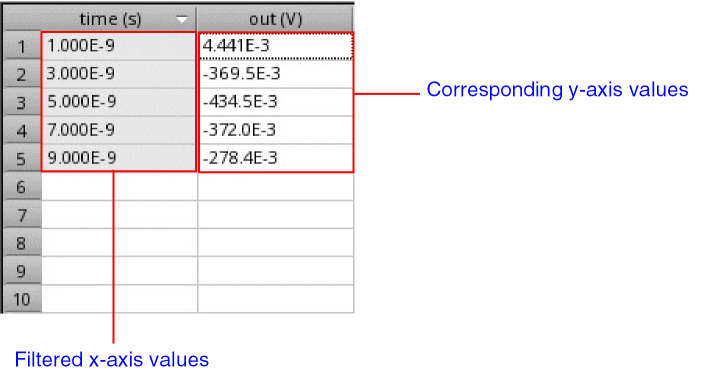 time (s) out (V)
1 1.000E-9 4.441E-3
2 3.000E-9 -369.5E-3
3 5.000E-9 -434.5E-3
4 7.000E-9 -372.0E-3
5 9.000E-9 -278.4E-3
6
7
8
9
10
Corresponding y-axis values
Filtered x-axis values